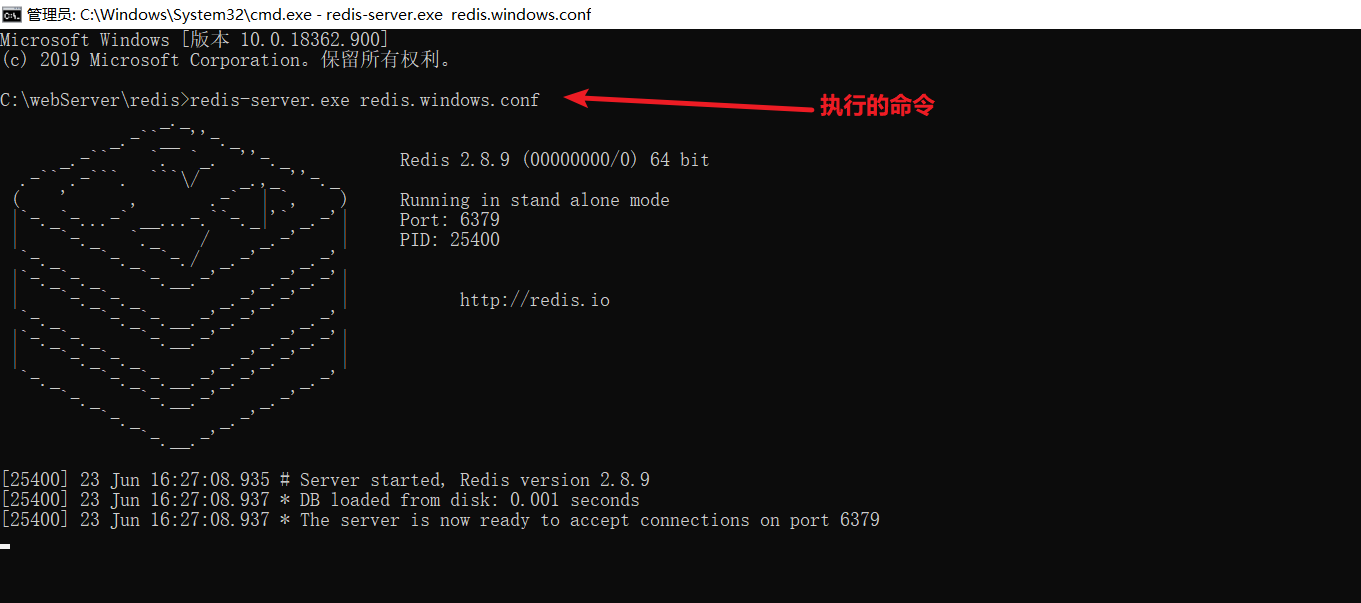 管理员: C:\Windows\System32\cmd.exe - redis-server.exe  redis.windows.conf
Microsoft Windows [版本 10.0.18362.900]
(c) 2019 Microsoft Corporation。保留所有权利。
C:\webServer\redis>redis-server.exe redis.windows.conf
执行的命令
Redis 2.8.9 (00000000/0) 64 bit
Running in stand alone mode
Port: 6379
PID: 25400
http://redis.io
[25400] 23 Jun 16:27:08.935 # Server started, Redis version 2.8.9
[25400] 23 Jun 16:27:08.937 * DB loaded from disk: 0.001 seconds
[25400] 23 Jun 16:27:08.937 * The server is now ready to accept connections on port 6379